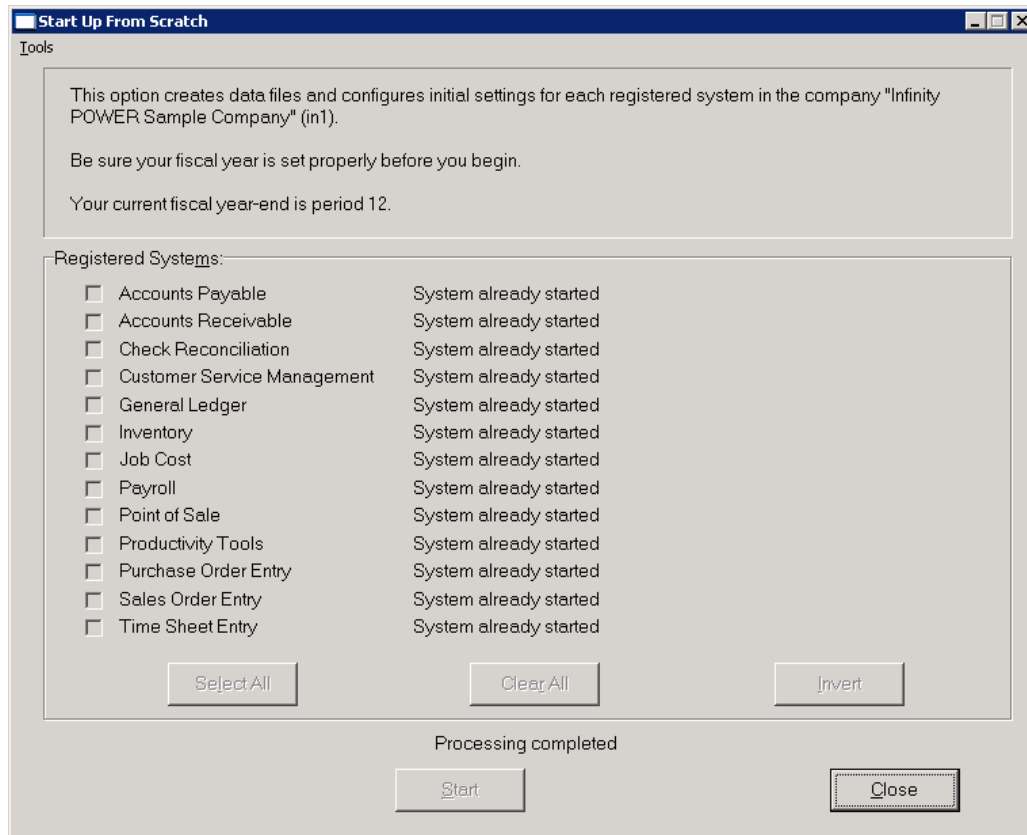 Start Up From Scratch
Tools
This option creates data files and configures initial settings for each registered system in the company "Infinity
POWER Sample Company" (in1).
Be sure your fiscal year is set properly before you begin.
Your current fiscal year-end is period 12.
Registered Systems:
Accounts Payable System already started
Accounts Receivable System already started
Check Reconciliation System already started
Customer Service Management System already started
General Ledger System already started
Inventory System already started
Job Cost System already started
Payroll System already started
Point of Sale System already started
Productivity Tools System already started
Purchase Order Entry System already started
Sales Order Entry System already started
Time Sheet Entry System already started
Select All Clear All Invert
Processing completed
Start Close